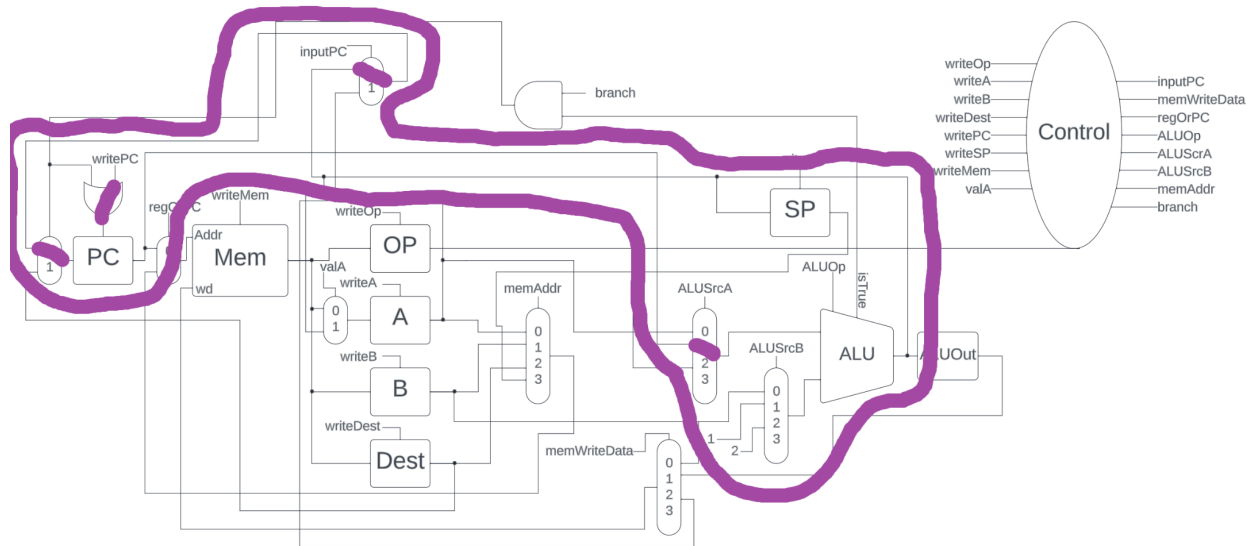 inputPC
1
branch
writePC
writeMem
Addr
PC
1
Mem
wd
writeOp
OP
valA
0
1
writeA
A
writeB
B
writeDest
Dest
memAddr
0
1
2
3
ALUSrcA
0
2
3
ALUSrcB
0
1
2
3
1
2
memWriteData
0
1
2
3
SP
ALUOp
isTrue
ALU
ALUOut
writeOp
writeA
writeB
writeDest
writePC
writeSP
writeMem
valA
Control
inputPC
memWriteData
regOrPC
ALUOp
ALUScrA
ALUSrcB
memAddr
branch